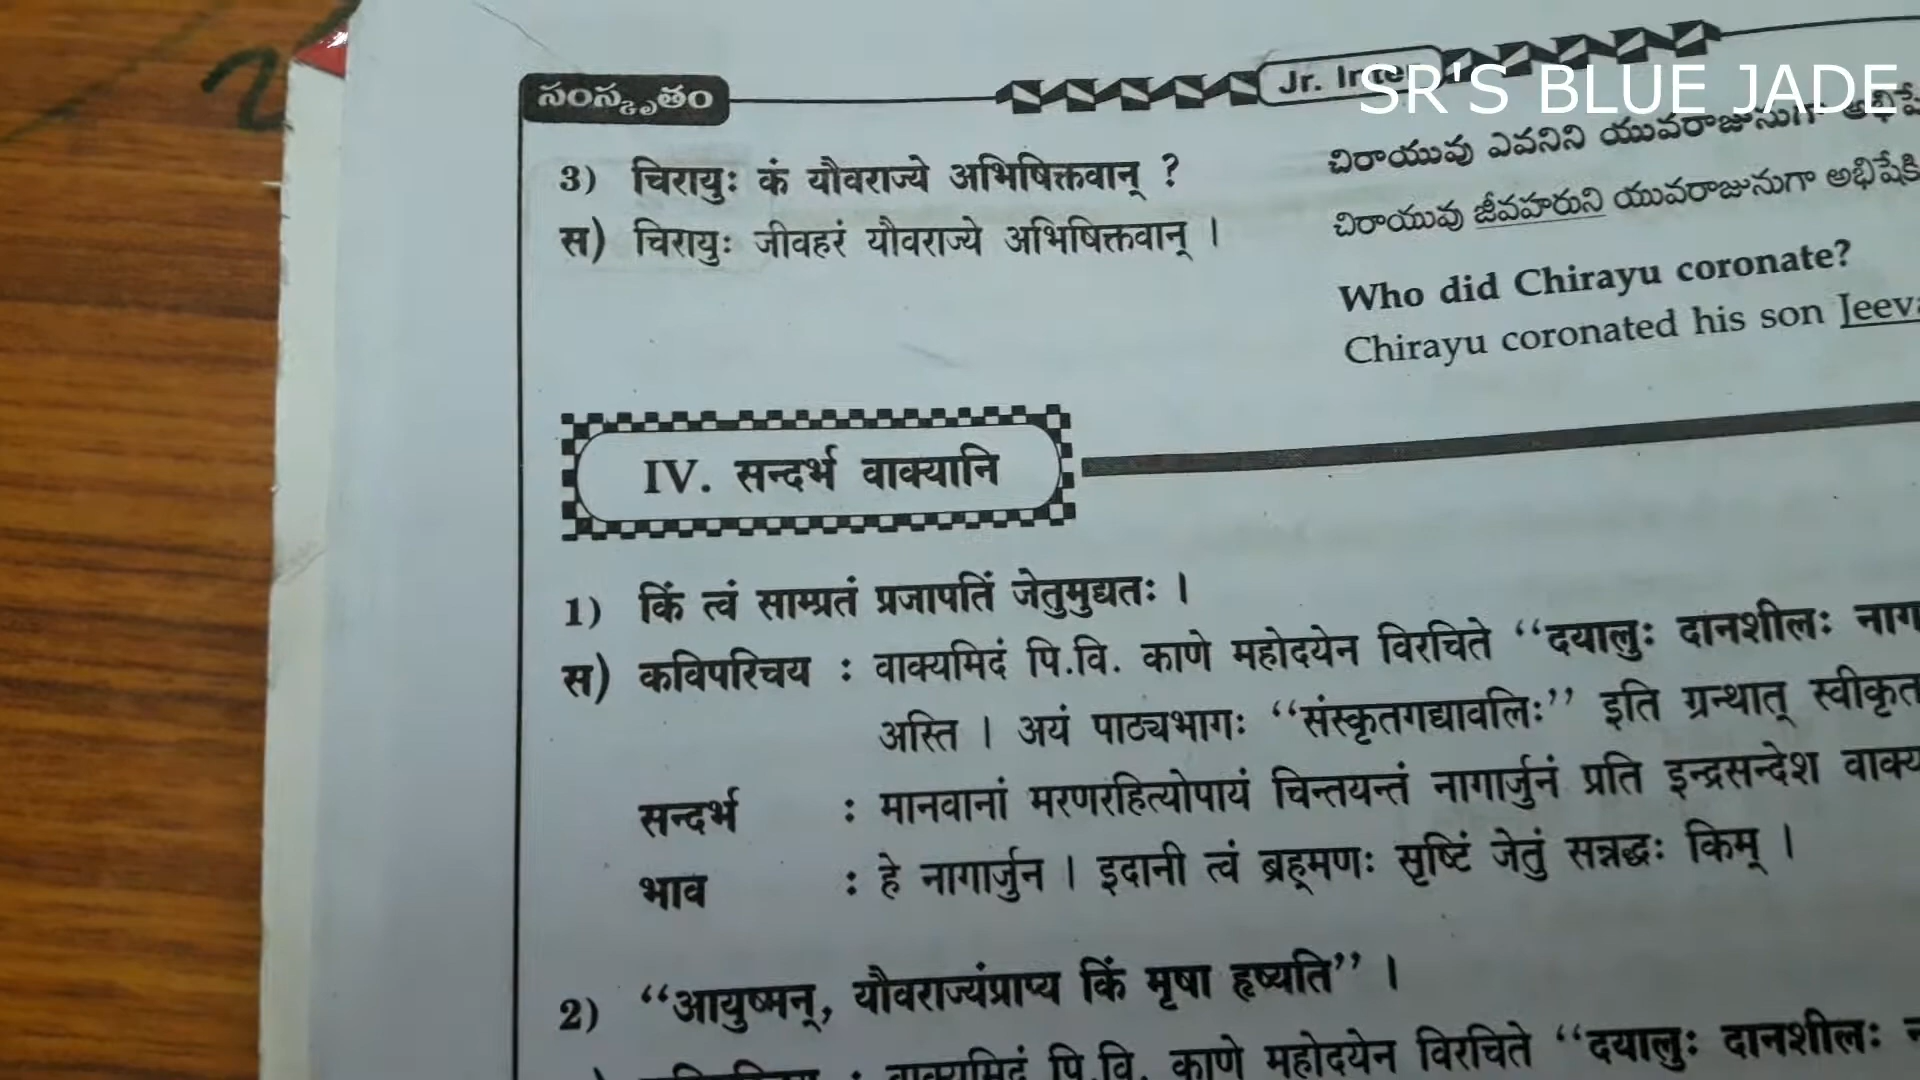 సంస్కృతం
Jr. Inter
SR'S BLUE JADE
3) चिरायुः कं यौवराज्ये अभिषिक्तवान् ?
स) चिरायुः जीवहरं यौवराज्ये अभिषिक्तवान् ।
చిరాయువు ఎవనిని యువరాజునుగా
చిరాయువు జీవహరుని యువరాజునుగా
Who did Chirayu coronate?
Chirayu coronated his son
IV. सन्दर्भ वाक्यानि
1) किं त्वं साम्प्रतं प्रजापतिं जेतुमुद्यतः ।
स) कविपरिचय : वाक्यमिदं पि.वि. काणे महोदयेन विरचिते “दयालुः दानशीलः
अस्ति । अयं पाठ्यभागः “संस्कृतगद्यावलिः” इति ग्रन्थात्
सन्दर्भ : मानवानां मरणरहित्योपायं चिन्तयन्तं नागार्जुनं प्रति इन्द्रसन्देश
भाव : हे नागार्जुन । इदानी त्वं ब्रह्मणः सृष्टिं जेतुं सन्नद्धः किम् ।
2) “आयुष्मन्, यौवराज्यंप्राप्य किं मृषा हृष्यति” ।
वाक्यमिदं पि.वि. काणे महोदयेन विरचिते “दयालुः दानशीलः